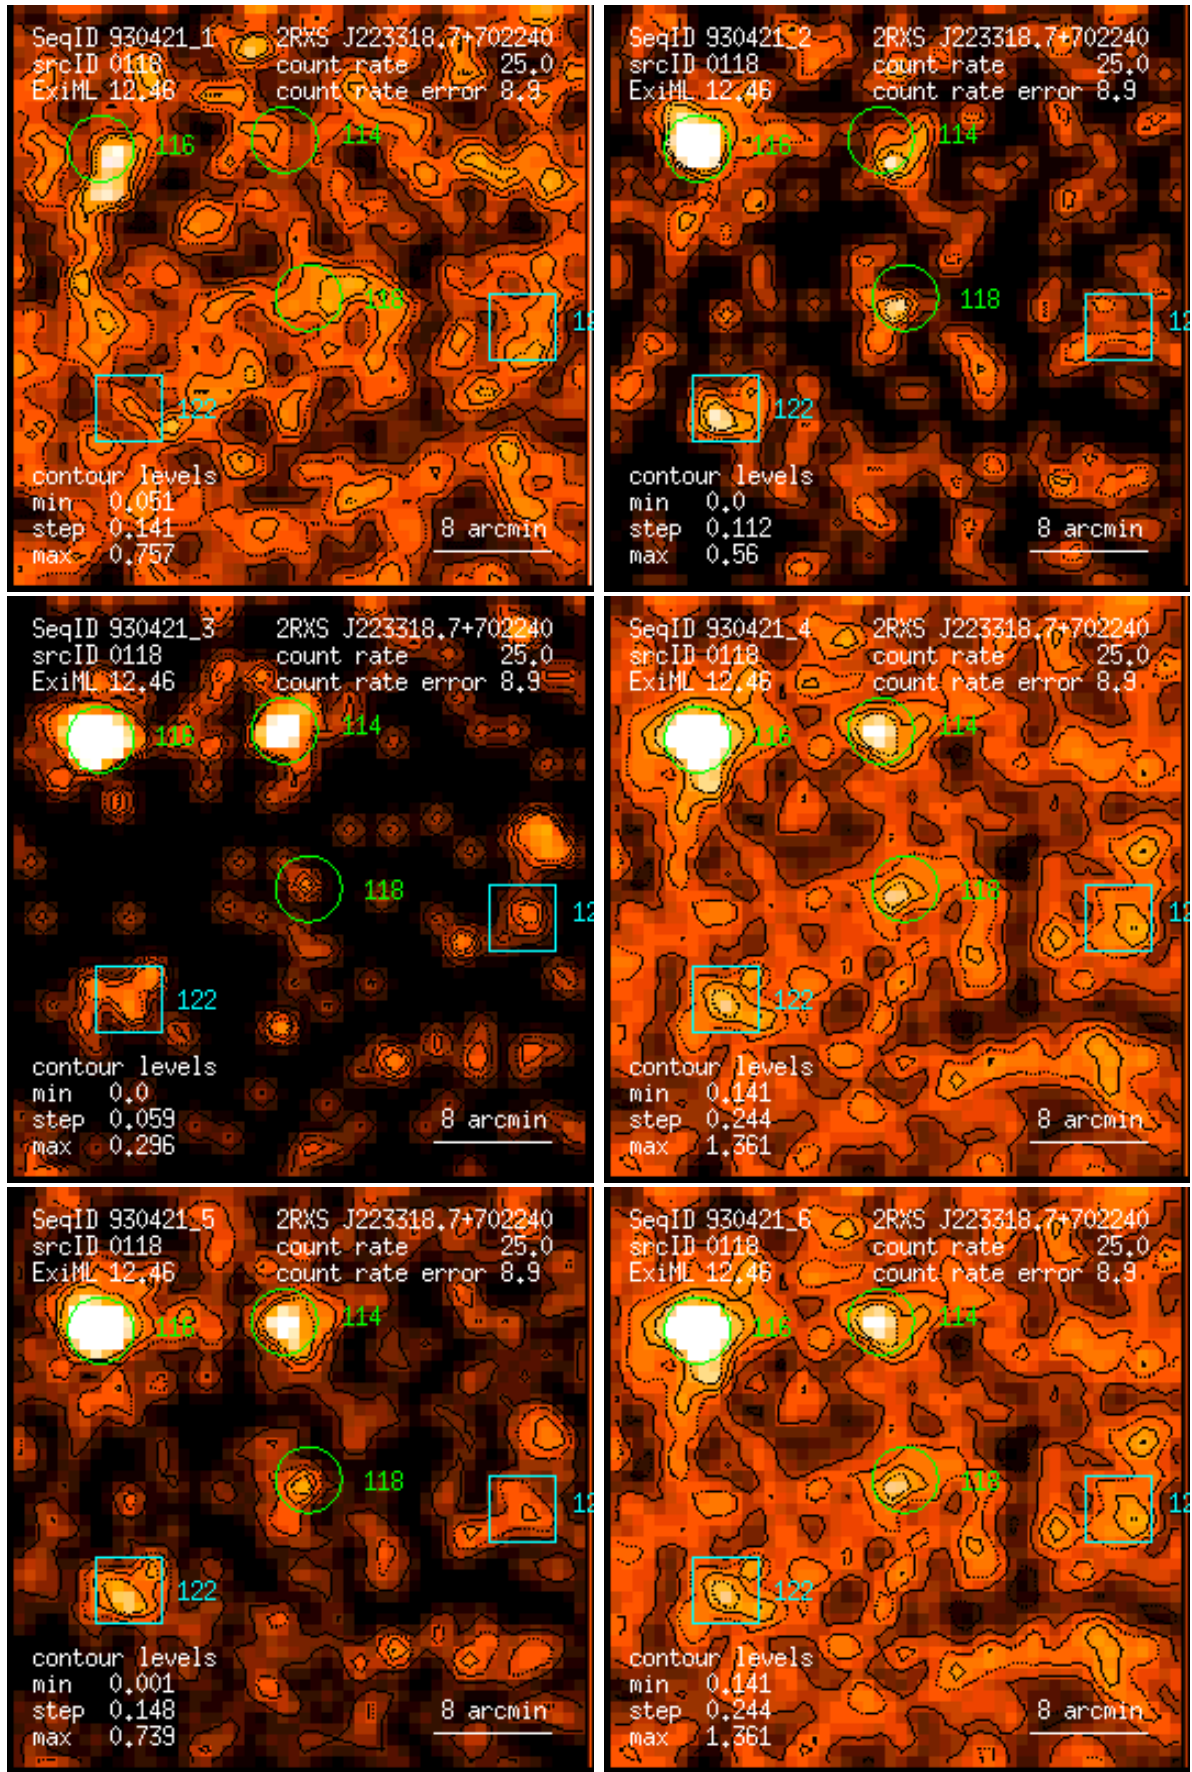 SeqID 930421_1 2RXS J223318.7+702240
srcID 0118 count rate 25.0
ExiML 12.46 count rate error 8.9
116 114
118
12
122
contour levels
min 0.051
step 0.141 8 arcmin
max 0.757
SeqID 930421_2 2RXS J223318.7+702240
srcID 0118 count rate 25.0
ExiML 12.46 count rate error 8.9
116 114
118
12
122
contour levels
min 0.0
step 0.112 8 arcmin
max 0.56
SeqID 930421_3 2RXS J223318.7+702240
srcID 0118 count rate 25.0
ExiML 12.46 count rate error 8.9
116 114
118
12
122
contour levels
min 0.0
step 0.059 8 arcmin
max 0.296
SeqID 930421_4 2RXS J223318.7+702240
srcID 0118 count rate 25.0
ExiML 12.46 count rate error 8.9
116 114
118
12
122
contour levels
min 0.141
step 0.244 8 arcmin
max 1.361
SeqID 930421_5 2RXS J223318.7+702240
srcID 0118 count rate 25.0
ExiML 12.46 count rate error 8.9
116 114
118
12
122
contour levels
min 0.001
step 0.148 8 arcmin
max 0.739
SeqID 930421_6 2RXS J223318.7+702240
srcID 0118 count rate 25.0
ExiML 12.46 count rate error 8.9
116 114
118
12
122
contour levels
min 0.141
step 0.244 8 arcmin
max 1.361